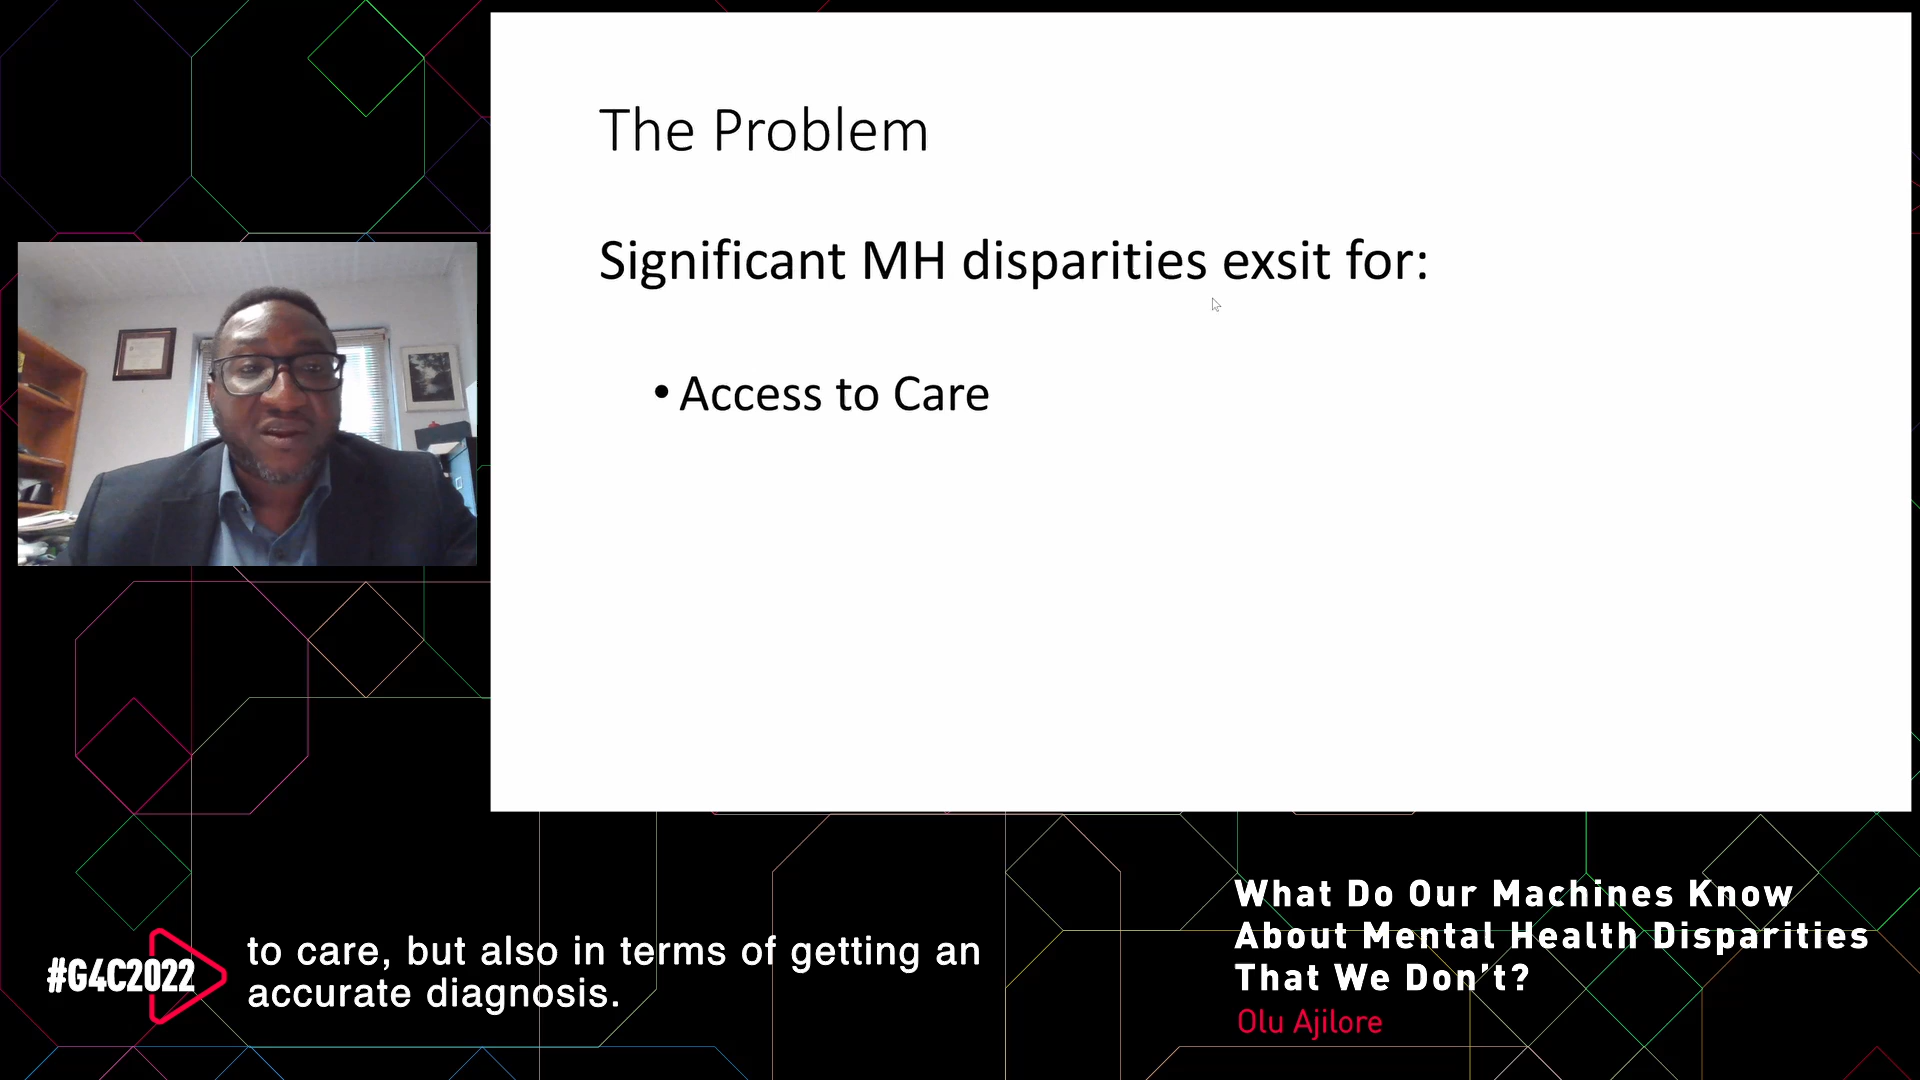 The Problem
Significant MH disparities exsit for:
• Access to Care
#G4C2022
to care, but also in terms of getting an
accurate diagnosis.
What Do Our Machines Know
About Mental Health Disparities
That We Don't?
Olu Ajilore